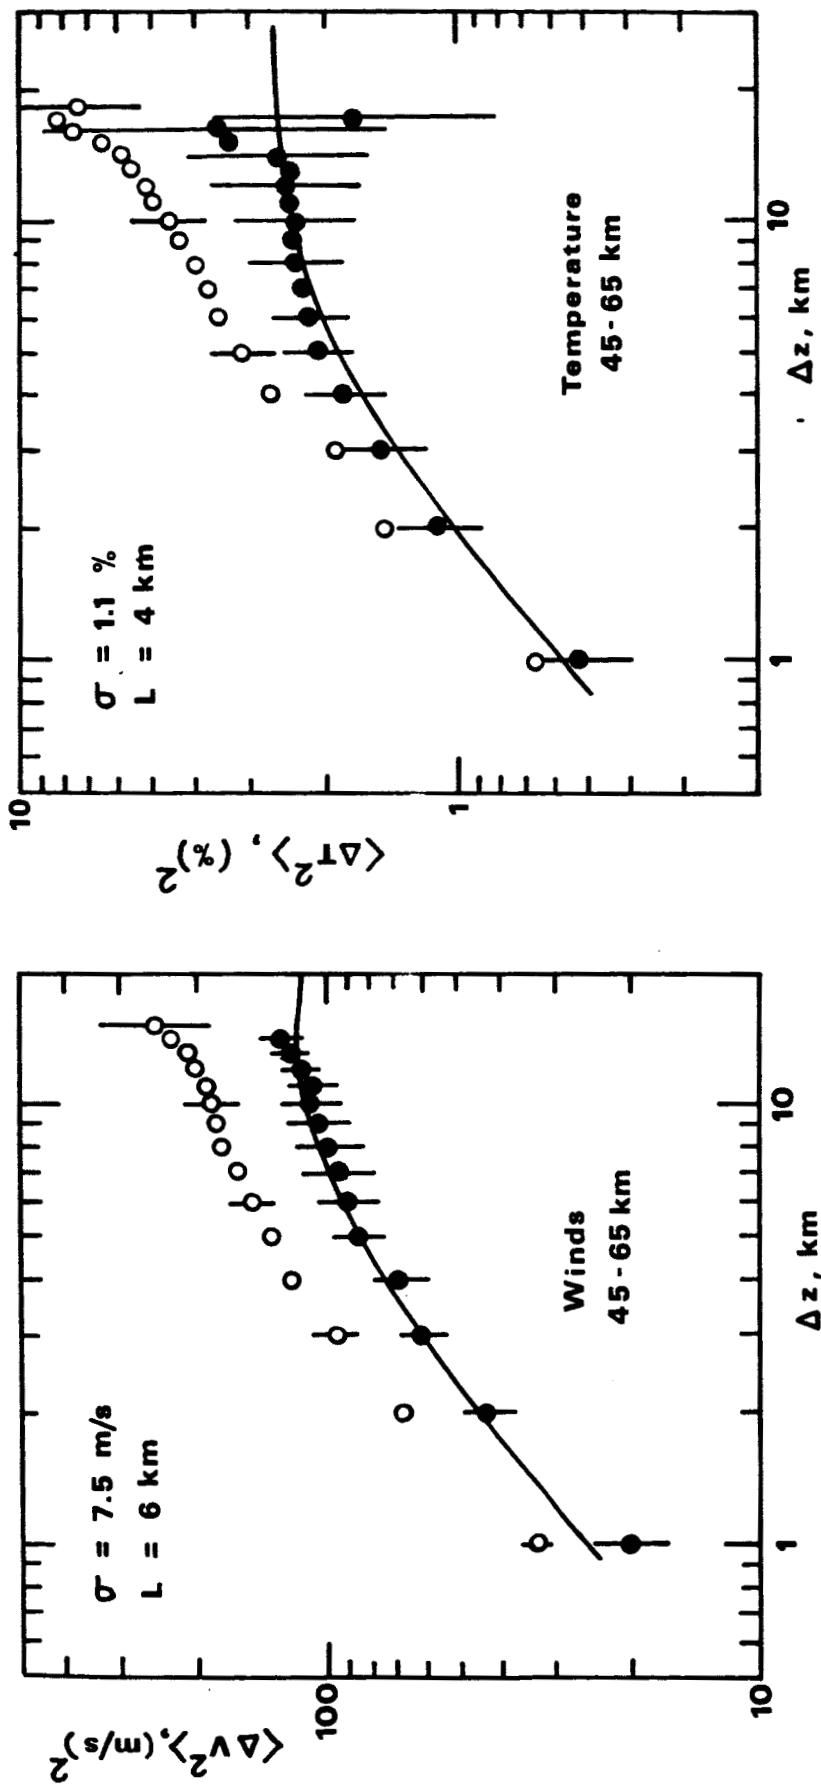 ⟨ΔV²⟩, (m/s)²
100
10
σ = 7.5 m/s
L = 6 km
Winds
45-65 km
1
10
Δz, km
⟨ΔT²⟩, (%)²
10
1
σ = 1.1 %
L = 4 km
Temperature
45-65 km
1
10
Δz, km